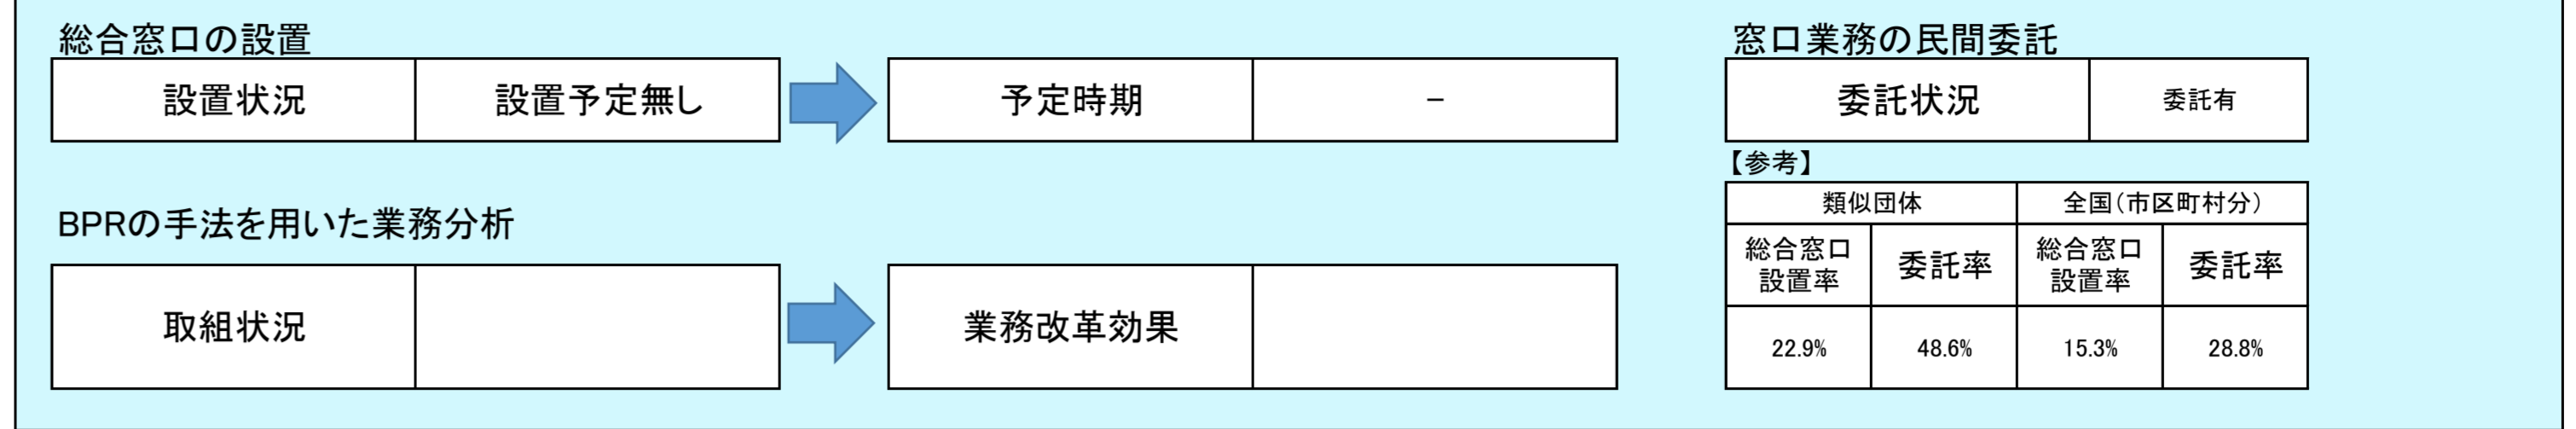 総合窓口の設置
設置状況 設置予定無し 予定時期 －
BPRの手法を用いた業務分析
取組状況 業務改革効果
窓口業務の民間委託
委託状況 委託有
【参考】
類似団体 全国（市区町村分）
総合窓口
設置率 委託率 総合窓口
設置率 委託率
22.9% 48.6% 15.3% 28.8%